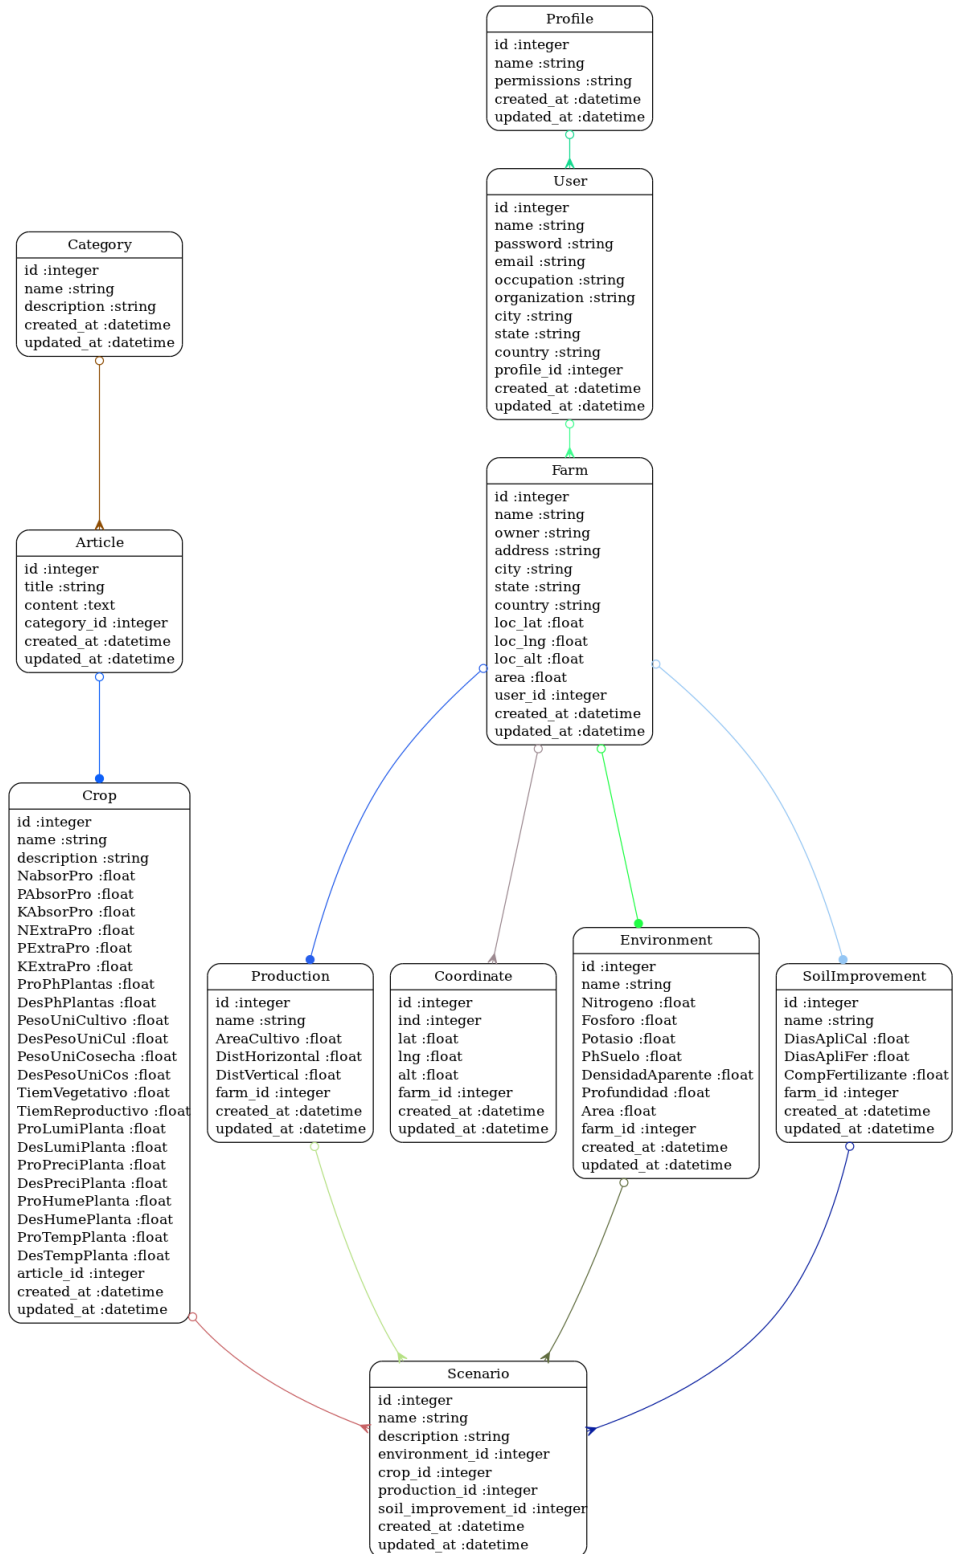 Profile
id :integer
name :string
permissions :string
created_at :datetime
updated_at :datetime
User
id :integer
name :string
password :string
email :string
occupation :string
organization :string
city :string
state :string
country :string
profile_id :integer
created_at :datetime
updated_at :datetime
Category
id :integer
name :string
description :string
created_at :datetime
updated_at :datetime
Farm
id :integer
name :string
owner :string
address :string
city :string
state :string
country :string
loc_lat :float
loc_lng :float
loc_alt :float
area :float
user_id :integer
created_at :datetime
updated_at :datetime
Article
id :integer
title :string
content :text
category_id :integer
created_at :datetime
updated_at :datetime
Crop
id :integer
name :string
description :string
NabsorPro :float
PAbsorPro :float
KAbsorPro :float
NExtraPro :float
PExtraPro :float
KExtraPro :float
ProPhPlantas :float
DesPhPlantas :float
PesoUniCultivo :float
DesPesoUniCul :float
PesoUniCosecha :float
DesPesoUniCos :float
TiemVegetativo :float
TiemReproductivo :float
ProLumiPlanta :float
DesLumiPlanta :float
ProPreciPlanta :float
DesPreciPlanta :float
ProHumePlanta :float
DesHumePlanta :float
ProTempPlanta :float
DesTempPlanta :float
article_id :integer
created_at :datetime
updated_at :datetime
Production
id :integer
name :string
AreaCultivo :float
DistHorizontal :float
DistVertical :float
farm_id :integer
created_at :datetime
updated_at :datetime
Coordinate
id :integer
ind :integer
lat :float
lng :float
alt :float
farm_id :integer
created_at :datetime
updated_at :datetime
Environment
id :integer
name :string
Nitrogeno :float
Fosforo :float
Potasio :float
PhSuelo :float
DensidadAparente :float
Profundidad :float
Area :float
farm_id :integer
created_at :datetime
updated_at :datetime
SoilImprovement
id :integer
name :string
DiasApliCal :float
DiasApliFer :float
CompFertilizante :float
farm_id :integer
created_at :datetime
updated_at :datetime
Scenario
id :integer
name :string
description :string
environment_id :integer
crop_id :integer
production_id :integer
soil_improvement_id :integer
created_at :datetime
updated_at :datetime